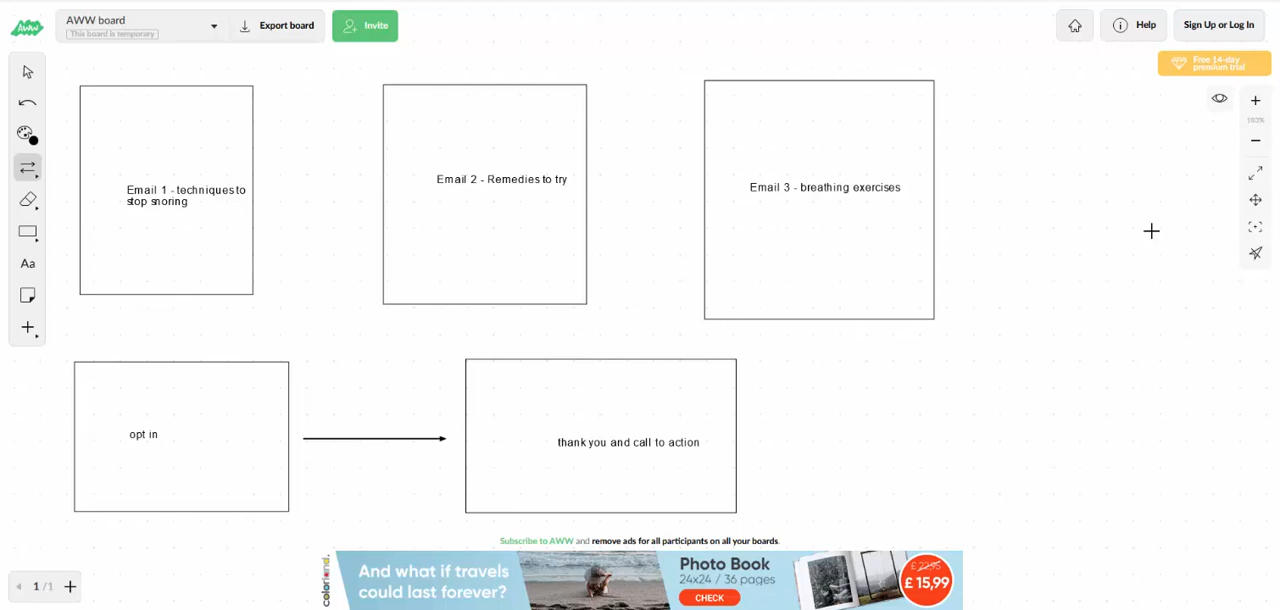 AWW
AWW board
This board is temporary
Export board
Invite
Help
Sign Up or Log In
Free 14-day
premium trial
Email 1 - techniques to
stop snoring
Email 2 - Remedies to try
Email 3 - breathing exercises
Aa
opt in
thank you and call to action
Subscribe to AWW and remove ads for all participants on all your boards.
colorland.
And what if travels
could last forever?
Photo Book
24x24 / 36 pages
CHECK
£ 22,95
£ 15,99
1 / 1